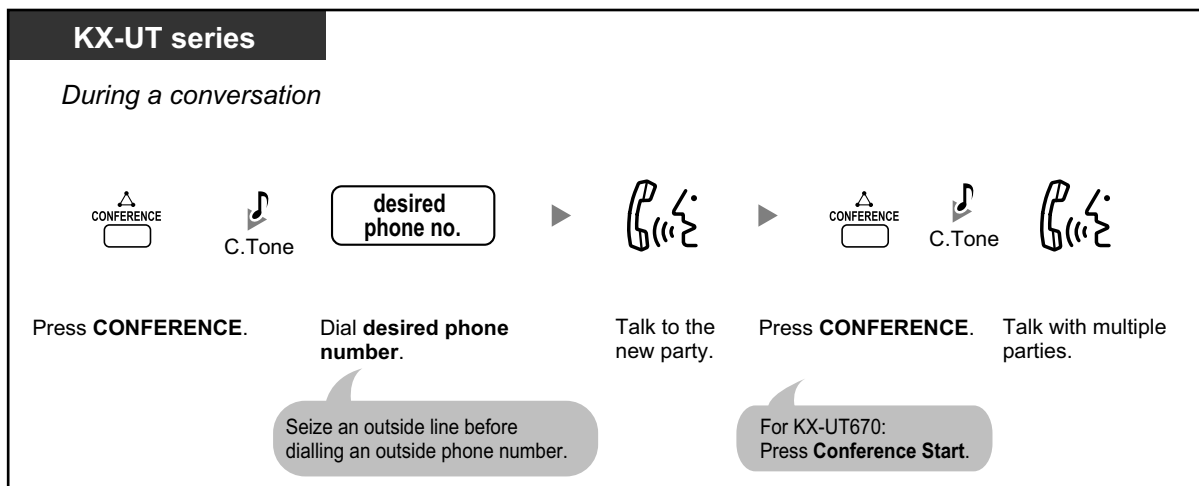 KX-UT series
During a conversation
CONFERENCE
C.Tone
desired
phone no.
CONFERENCE
C.Tone
Press CONFERENCE.
Dial desired phone
number.
Talk to the
new party.
Press CONFERENCE.
Talk with multiple
parties.
Seize an outside line before
dialling an outside phone number.
For KX-UT670:
Press Conference Start.